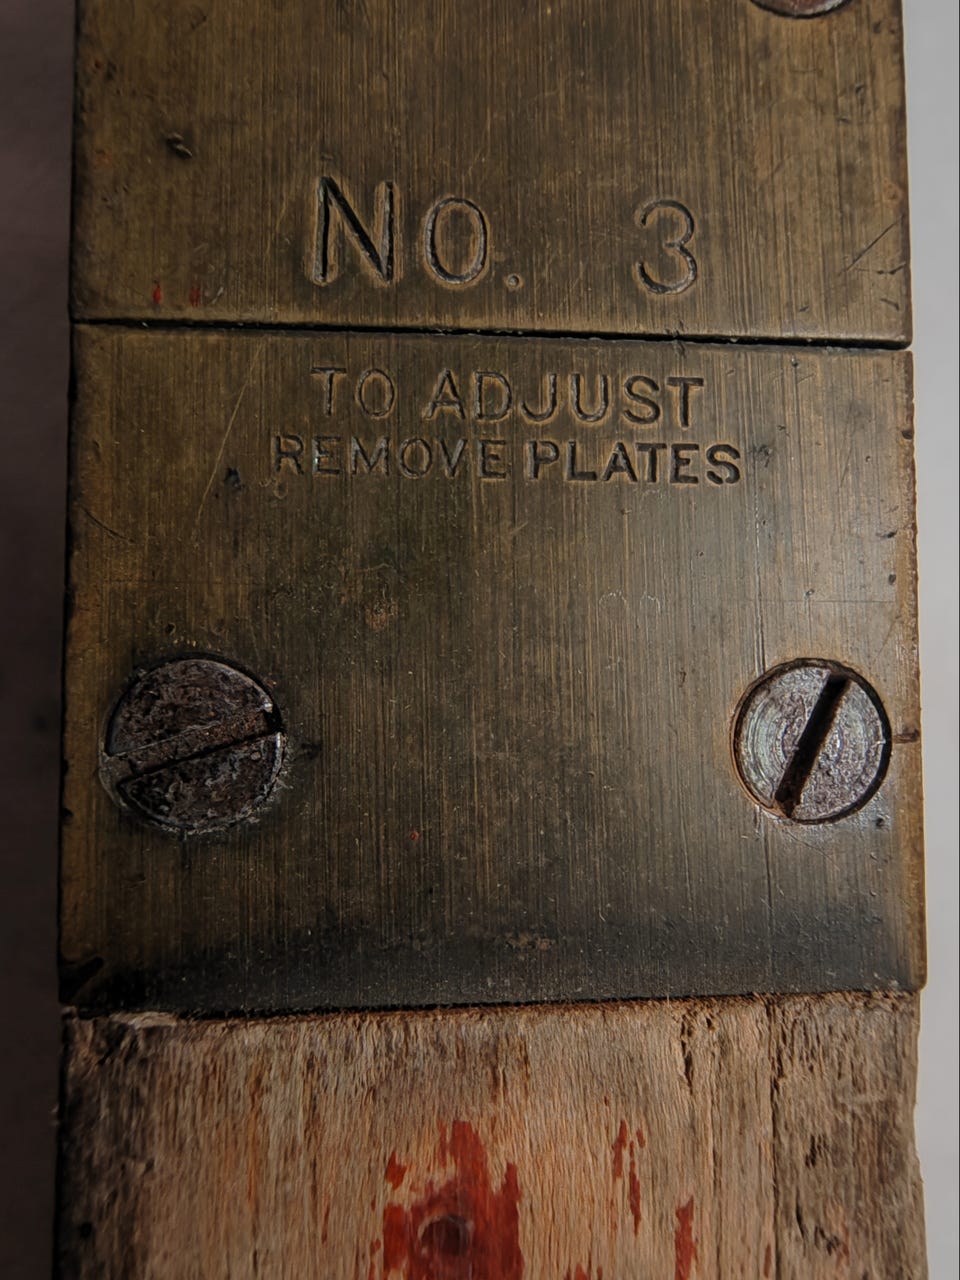 No. 3
TO ADJUST
REMOVE PLATES